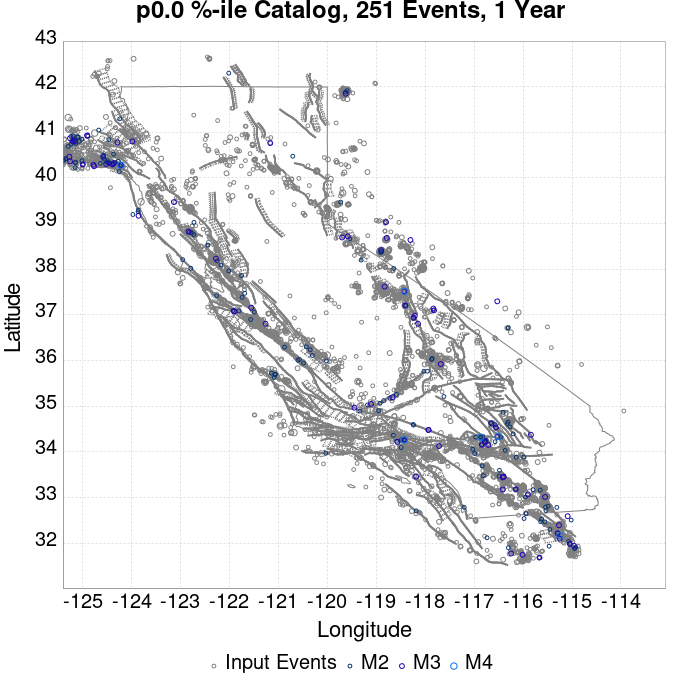 p0.0 %-ile Catalog, 251 Events, 1 Year
43
42
41
40
39
38
37
36
35
34
33
32
Latitude
-125 -124 -123 -122 -121 -120 -119 -118 -117 -116 -115 -114
Longitude
Input Events M2 M3 M4